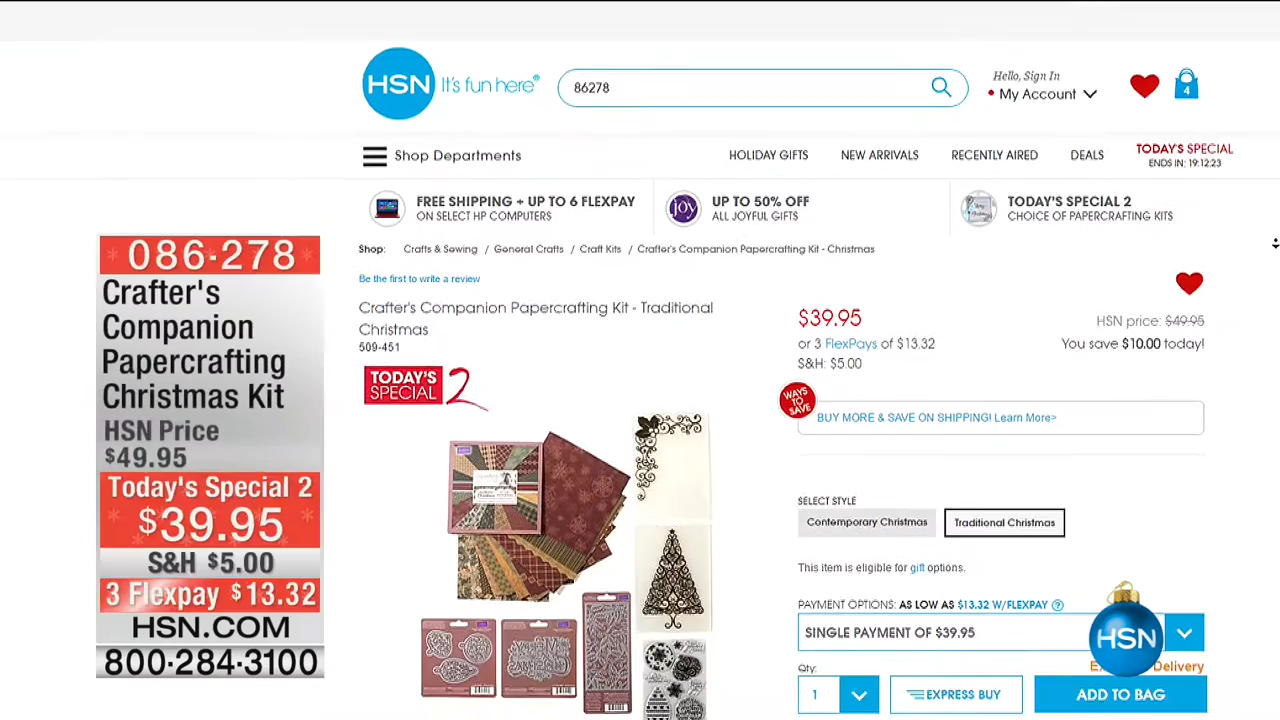 HSN It's fun here®
86278
Hello, Sign In
My Account
4
Shop Departments
HOLIDAY GIFTS
NEW ARRIVALS
RECENTLY AIRED
DEALS
TODAY'S SPECIAL
ENDS IN: 19:12:23
FREE SHIPPING + UP TO 6 FLEXPAY
ON SELECT HP COMPUTERS
joy
UP TO 50% OFF
ALL JOYFUL GIFTS
TODAY'S SPECIAL 2
CHOICE OF PAPERCRAFTING KITS
Shop: Crafts & Sewing / General Crafts / Craft Kits / Crafter's Companion Papercrafting Kit - Christmas
Be the first to write a review
Crafter's Companion Papercrafting Kit - Traditional
Christmas
509-451
TODAY'S
SPECIAL 2
$39.95
HSN price: $49.95
or 3 FlexPays of $13.32
You save $10.00 today!
S&H: $5.00
WAYS
TO
SAVE
BUY MORE & SAVE ON SHIPPING! Learn More>
SELECT STYLE
Contemporary Christmas
Traditional Christmas
This item is eligible for gift options.
PAYMENT OPTIONS: AS LOW AS $13.32 W/FLEXPAY ?
SINGLE PAYMENT OF $39.95
HSN
Delivery
Qty:
1
EXPRESS BUY
ADD TO BAG
086-278
Crafter's
Companion
Papercrafting
Christmas Kit
HSN Price
$49.95
Today's Special 2
$39.95
S&H $5.00
3 Flexpay $13.32
HSN.COM
800-284-3100